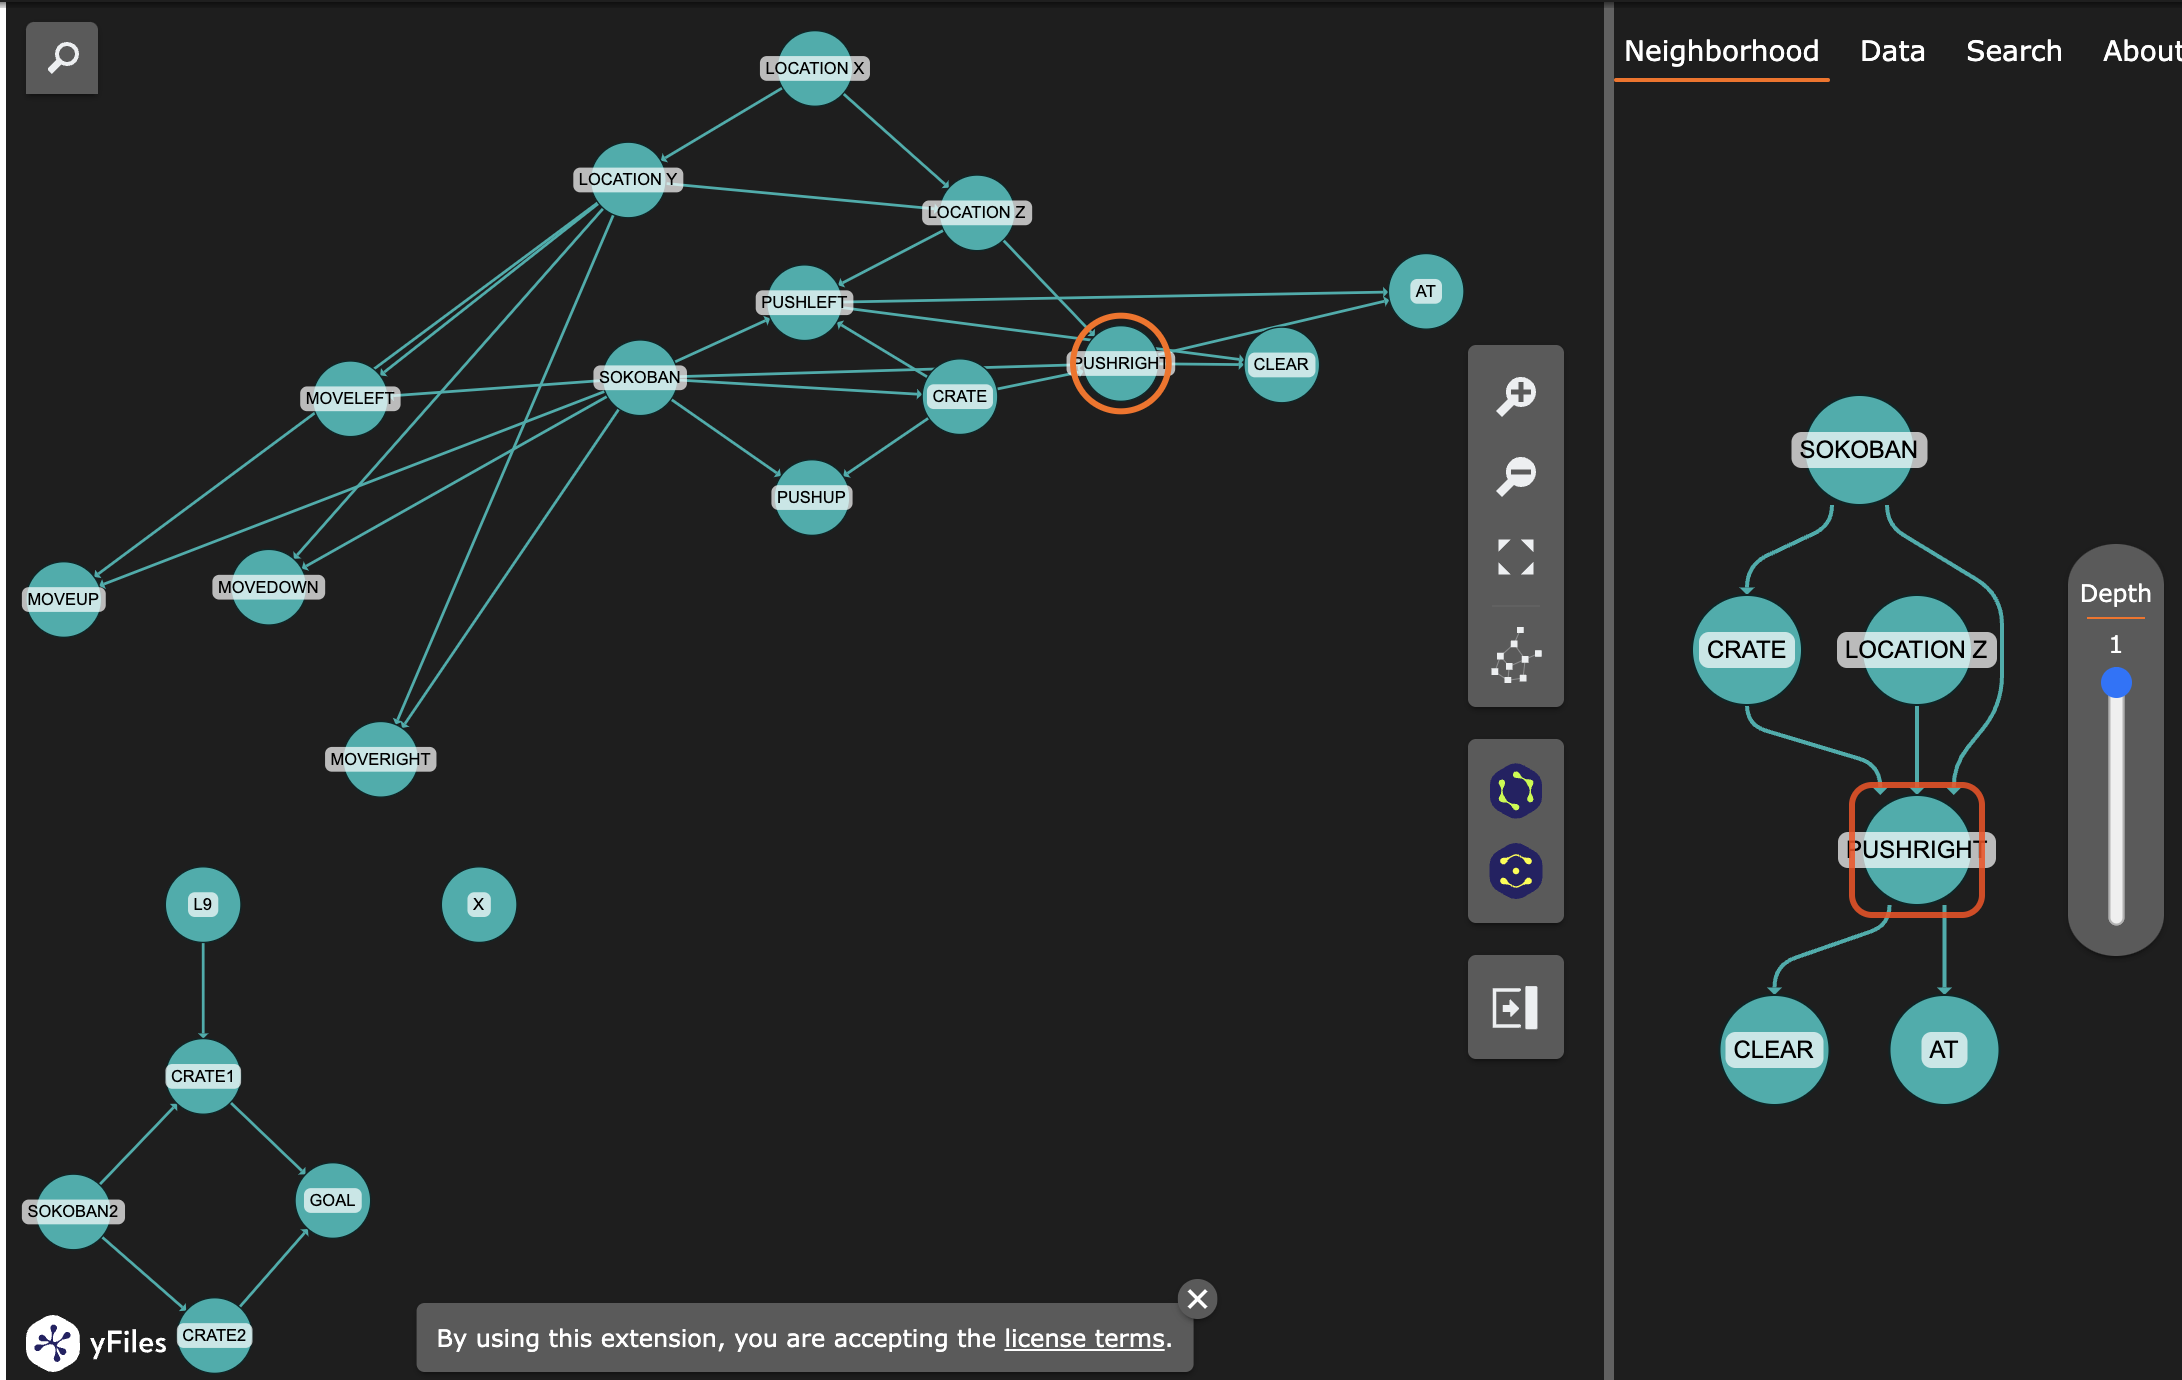 Neighborhood Data Search About
LOCATION X
LOCATION Y
LOCATION Z
PUSHLEFT
AT
PUSHRIGHT
CLEAR
SOKOBAN
CRATE
MOVELEFT
PUSHUP
MOVEDOWN
MOVEUP
MOVERIGHT
L9
X
CRATE1
GOAL
SOKOBAN2
CRATE2
yFiles
By using this extension, you are accepting the license terms.
SOKOBAN
CRATE
LOCATION Z
PUSHRIGHT
CLEAR
AT
Depth
1